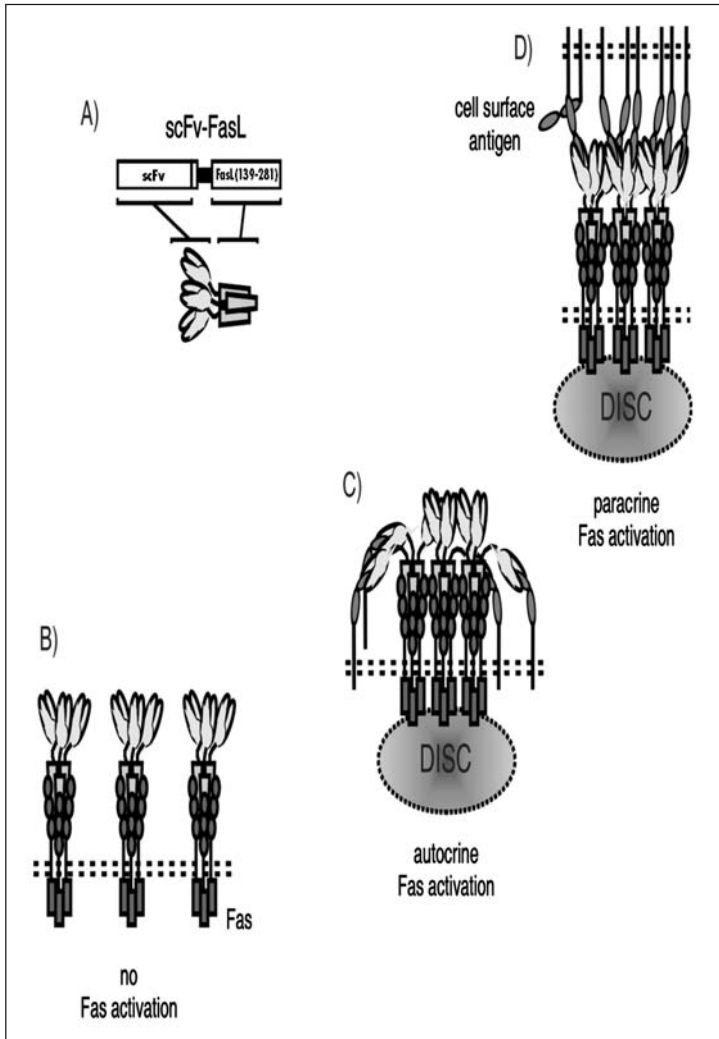 A)
scFv-FasL
scFv
FasL(139-281)
B)
Fas
no
Fas activation
C)
DISC
autocrine
Fas activation
D)
cell surface
antigen
DISC
paracrine
Fas activation